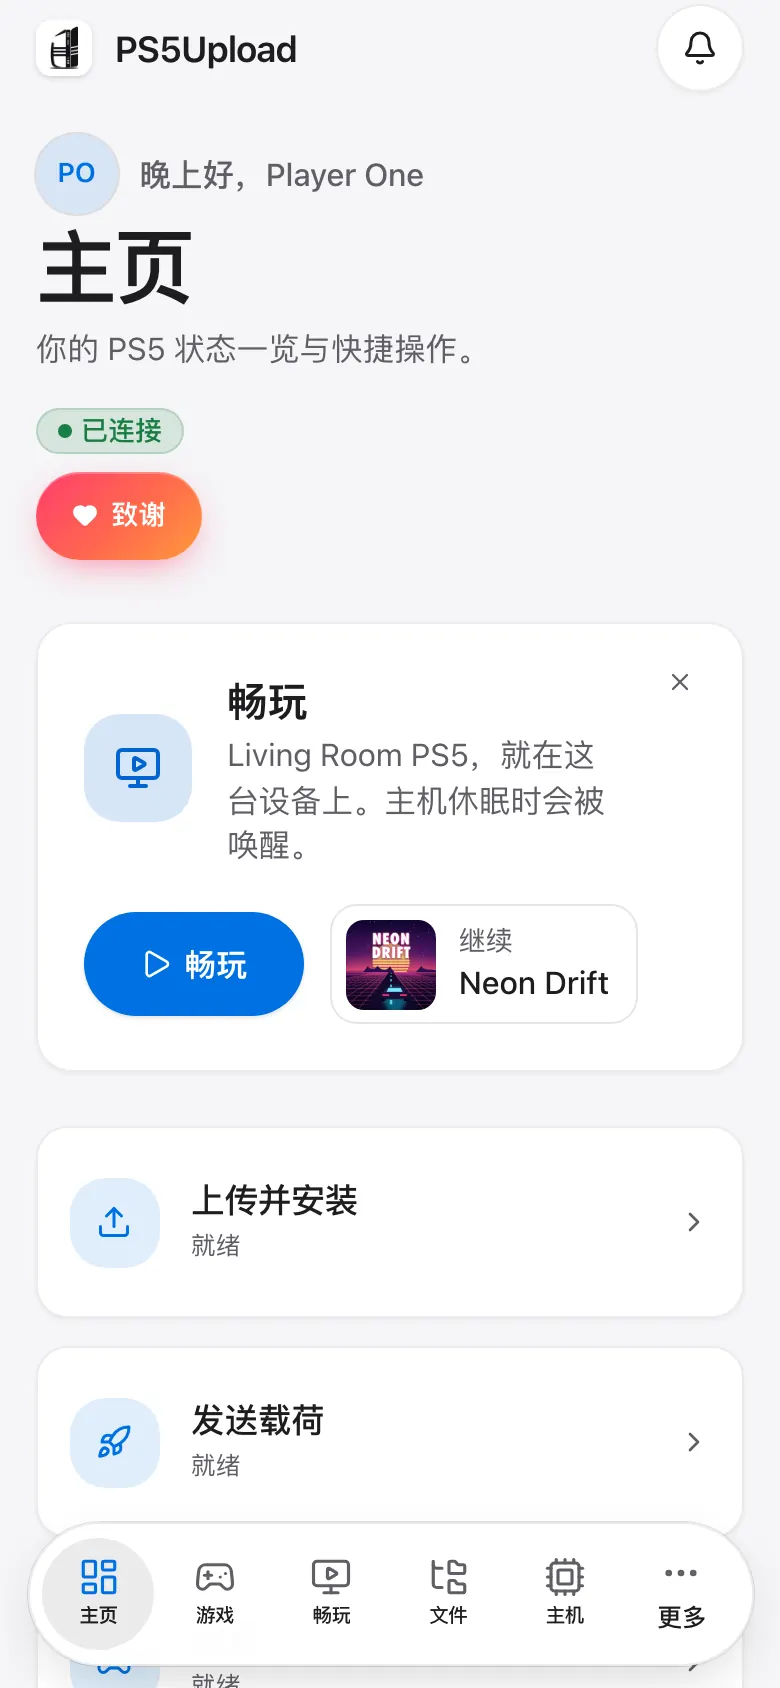 PS5Upload
PO
晚上好，Player One
主页
你的 PS5 状态一览与快捷操作。
已连接
致谢
畅玩
Living Room PS5，就在这
台设备上。主机休眠时会被
唤醒。
畅玩
NEON
DRIFT
继续
Neon Drift
上传并安装
就绪
发送载荷
就绪
主页
游戏
畅玩
文件
主机
更多
就绪